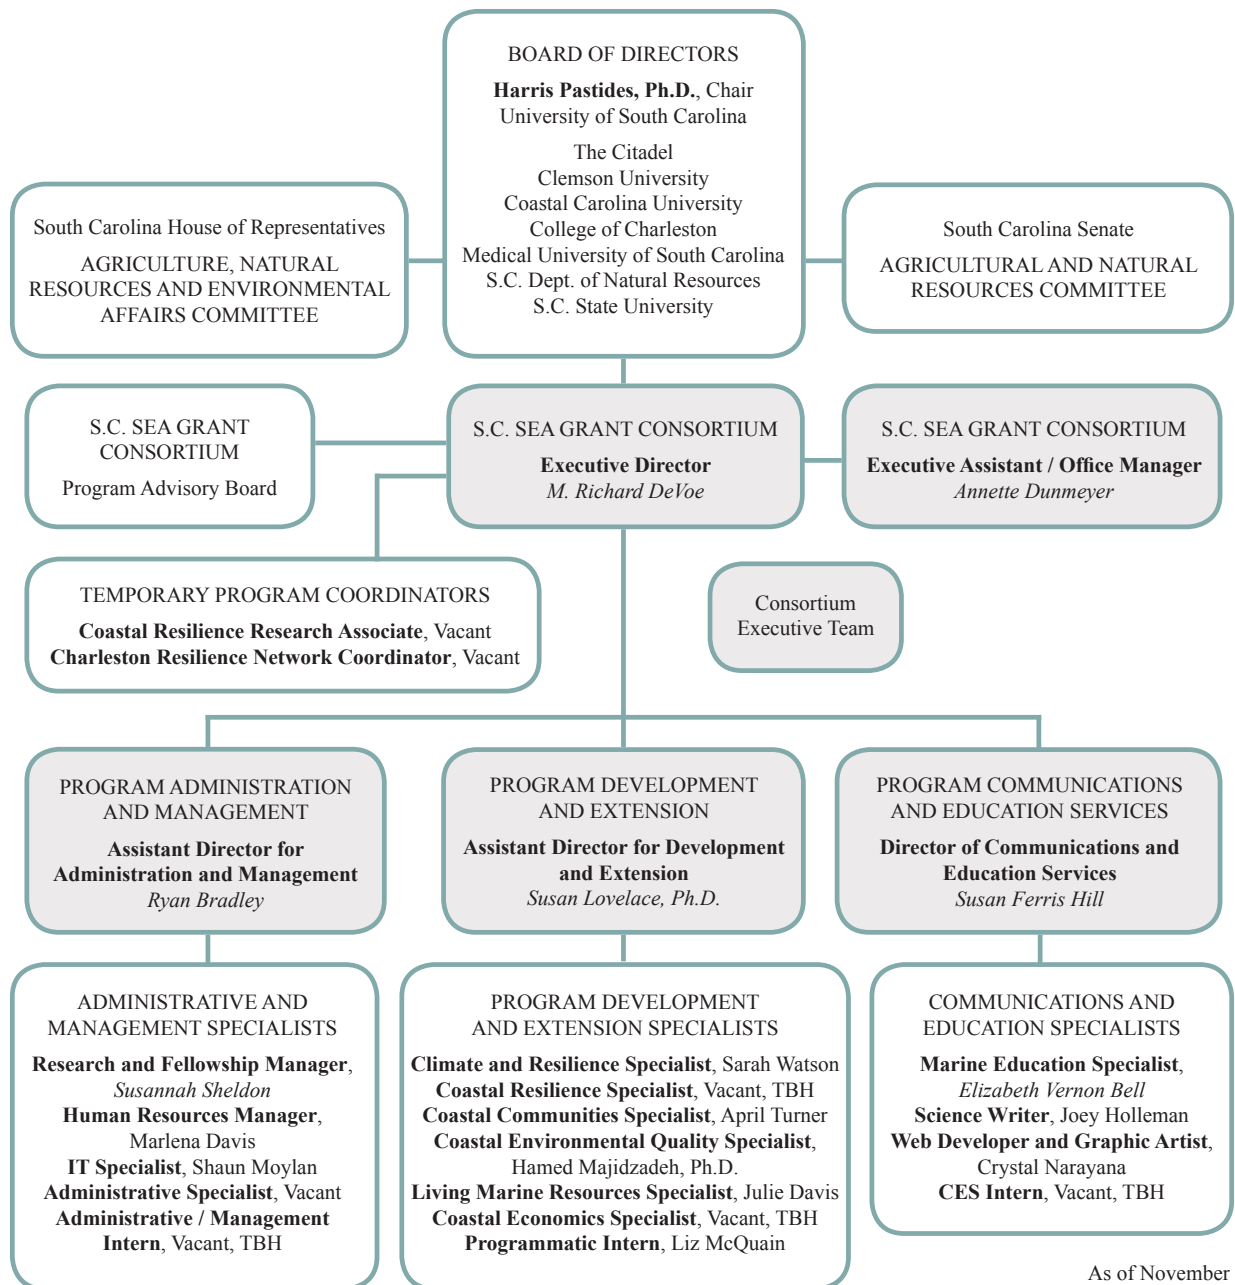 BOARD OF DIRECTORS
Harris Pastides, Ph.D., Chair
University of South Carolina
The Citadel
Clemson University
Coastal Carolina University
College of Charleston
Medical University of South Carolina
S.C. Dept. of Natural Resources
S.C. State University
South Carolina House of Representatives
AGRICULTURE, NATURAL
RESOURCES AND ENVIRONMENTAL
AFFAIRS COMMITTEE
South Carolina Senate
AGRICULTURAL AND NATURAL
RESOURCES COMMITTEE
S.C. SEA GRANT
CONSORTIUM
Program Advisory Board
S.C. SEA GRANT CONSORTIUM
Executive Director
M. Richard DeVoe
S.C. SEA GRANT CONSORTIUM
Executive Assistant / Office Manager
Annette Dunmeyer
TEMPORARY PROGRAM COORDINATORS
Coastal Resilience Research Associate, Vacant
Charleston Resilience Network Coordinator, Vacant
Consortium
Executive Team
PROGRAM ADMINISTRATION
AND MANAGEMENT
Assistant Director for
Administration and Management
Ryan Bradley
PROGRAM DEVELOPMENT
AND EXTENSION
Assistant Director for Development
and Extension
Susan Lovelace, Ph.D.
PROGRAM COMMUNICATIONS
AND EDUCATION SERVICES
Director of Communications and
Education Services
Susan Ferris Hill
ADMINISTRATIVE AND
MANAGEMENT SPECIALISTS
Research and Fellowship Manager,
Susannah Sheldon
Human Resources Manager,
Marlena Davis
IT Specialist, Shaun Moylan
Administrative Specialist, Vacant
Administrative / Management
Intern, Vacant, TBH
PROGRAM DEVELOPMENT
AND EXTENSION SPECIALISTS
Climate and Resilience Specialist, Sarah Watson
Coastal Resilience Specialist, Vacant, TBH
Coastal Communities Specialist, April Turner
Coastal Environmental Quality Specialist,
Hamed Majidzadeh, Ph.D.
Living Marine Resources Specialist, Julie Davis
Coastal Economics Specialist, Vacant, TBH
Programmatic Intern, Liz McQuain
COMMUNICATIONS AND
EDUCATION SPECIALISTS
Marine Education Specialist,
Elizabeth Vernon Bell
Science Writer, Joey Holleman
Web Developer and Graphic Artist,
Crystal Narayana
CES Intern, Vacant, TBH
As of November